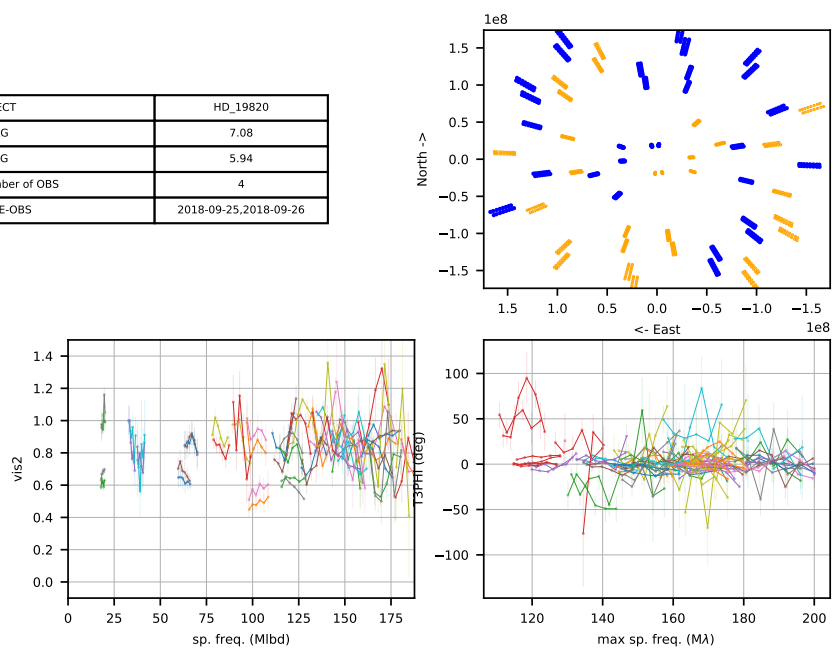 ECT HD_19820
G 7.08
G 5.94
ber of OBS 4
E-OBS 2018-09-25,2018-09-26
1e8
1.5
1.0
0.5
0.0
−0.5
−1.0
−1.5
North ->
1.5 1.0 0.5 0.0 −0.5 −1.0 −1.5
<- East
1e8
1.4
1.2
1.0
0.8
0.6
0.4
0.2
0.0
vis2
0 25 50 75 100 125 150 175
sp. freq. (Mlbd)
100
50
0
−50
−100
T3PHI (deg)
120 140 160 180 200
max sp. freq. (Mλ)